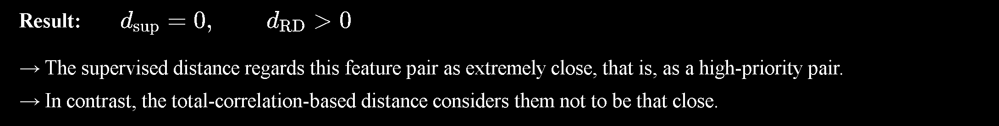 Result: d_sup = 0, d_RD > 0
→ The supervised distance regards this feature pair as extremely close, that is, as a high-priority pair.
→ In contrast, the total-correlation-based distance considers them not to be that close.